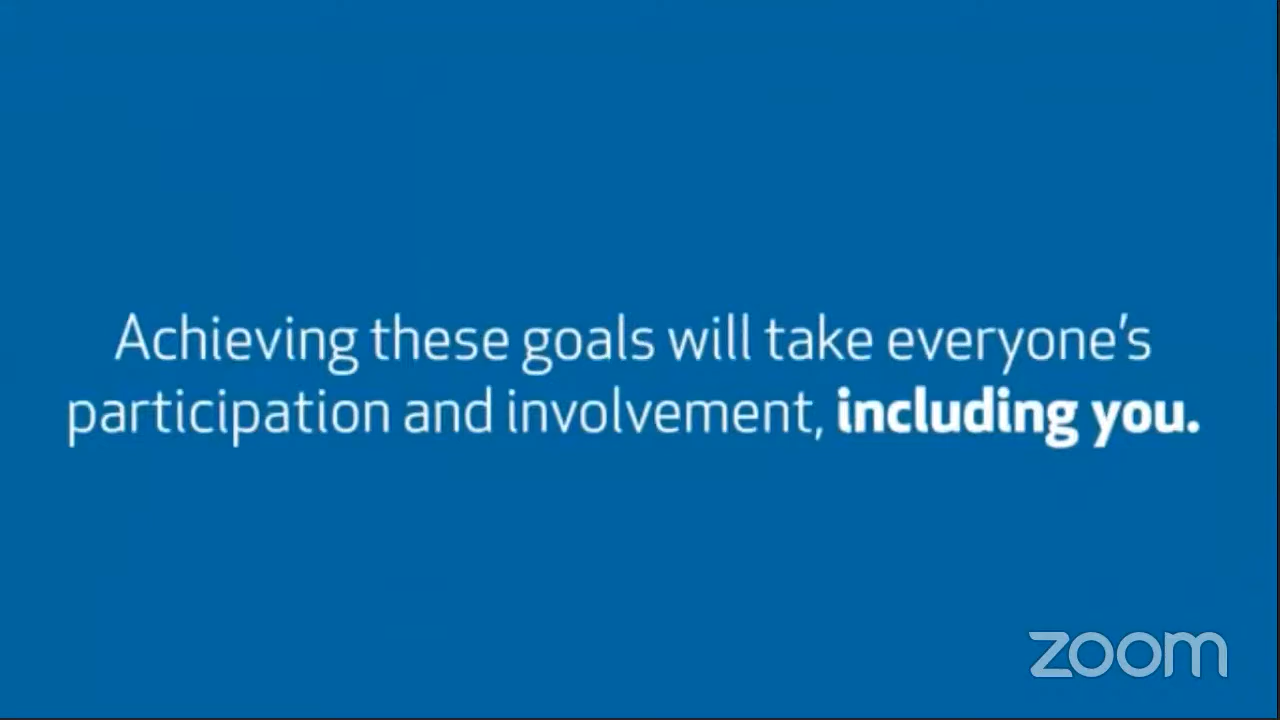 Achieving these goals will take everyone's
participation and involvement, including you.
zoom